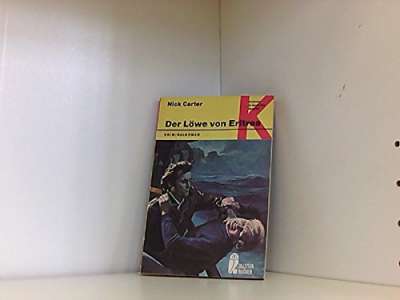 Nick Carter
K
Der Löwe von Eritrea
KRIMINALROMAN
ULLSTEIN
BÜCHER